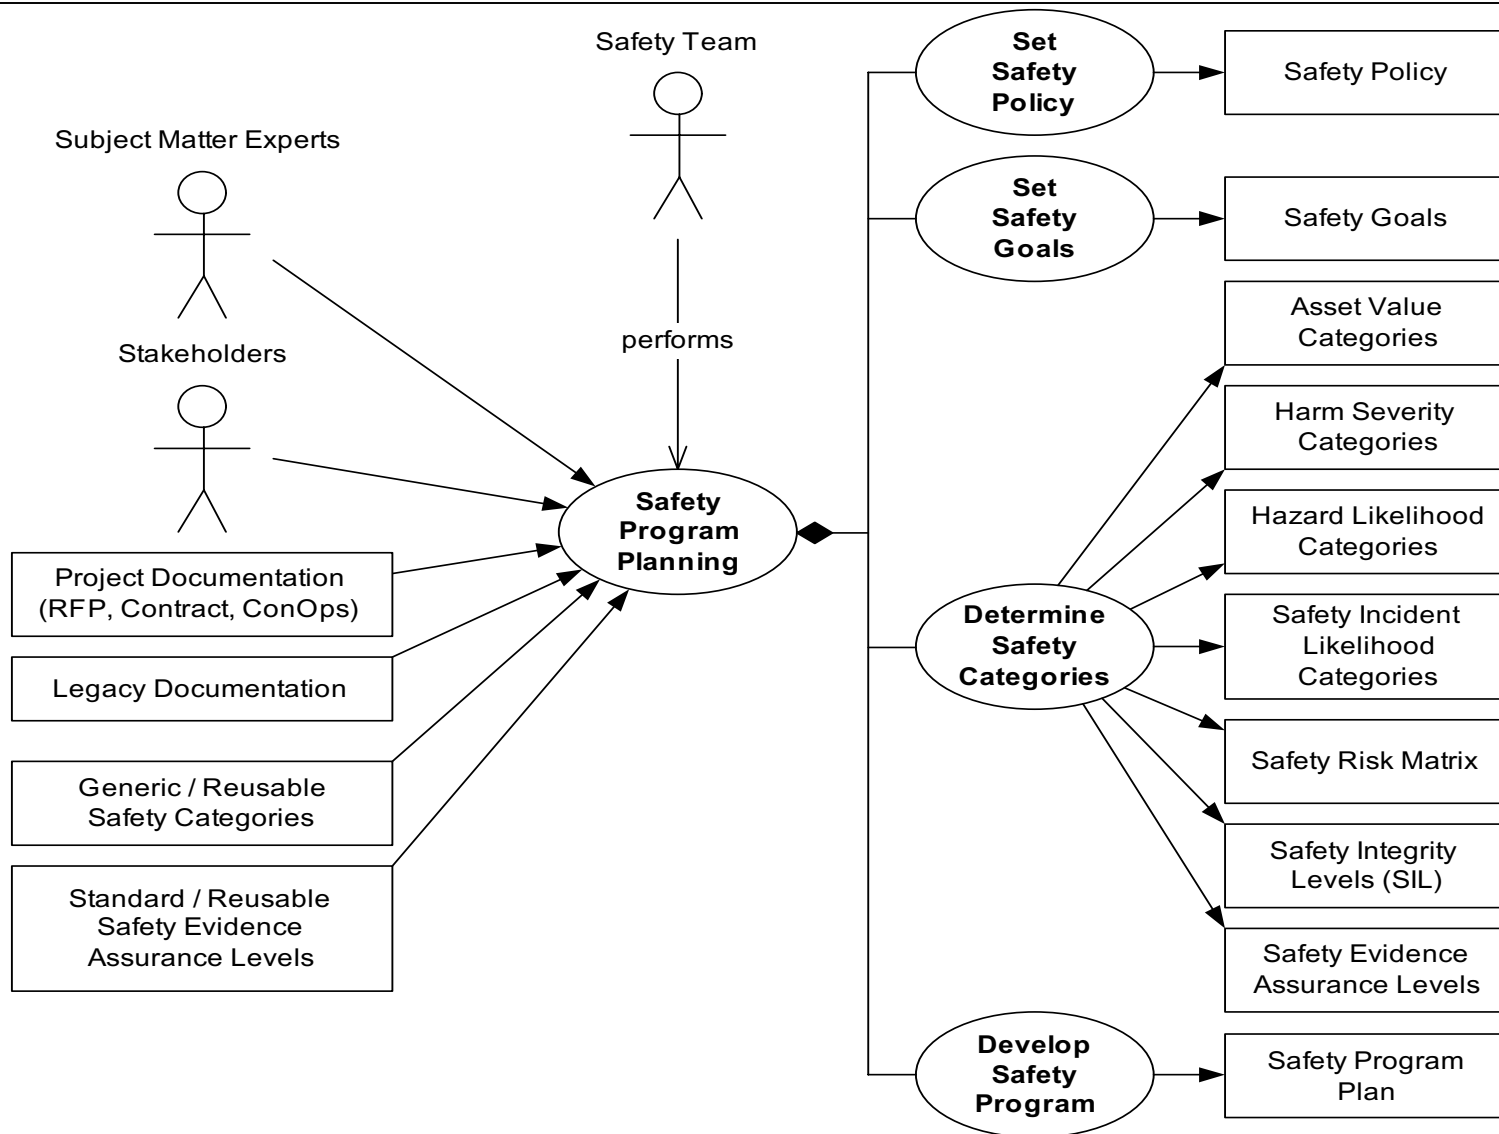 Safety Team
Subject Matter Experts
Stakeholders
performs
Project Documentation
(RFP, Contract, ConOps)
Legacy Documentation
Generic / Reusable
Safety Categories
Standard / Reusable
Safety Evidence
Assurance Levels
Safety
Program
Planning
Set
Safety
Policy
Safety Policy
Set
Safety
Goals
Safety Goals
Determine
Safety
Categories
Asset Value
Categories
Harm Severity
Categories
Hazard Likelihood
Categories
Safety Incident
Likelihood
Categories
Safety Risk Matrix
Safety Integrity
Levels (SIL)
Safety Evidence
Assurance Levels
Develop
Safety
Program
Safety Program
Plan